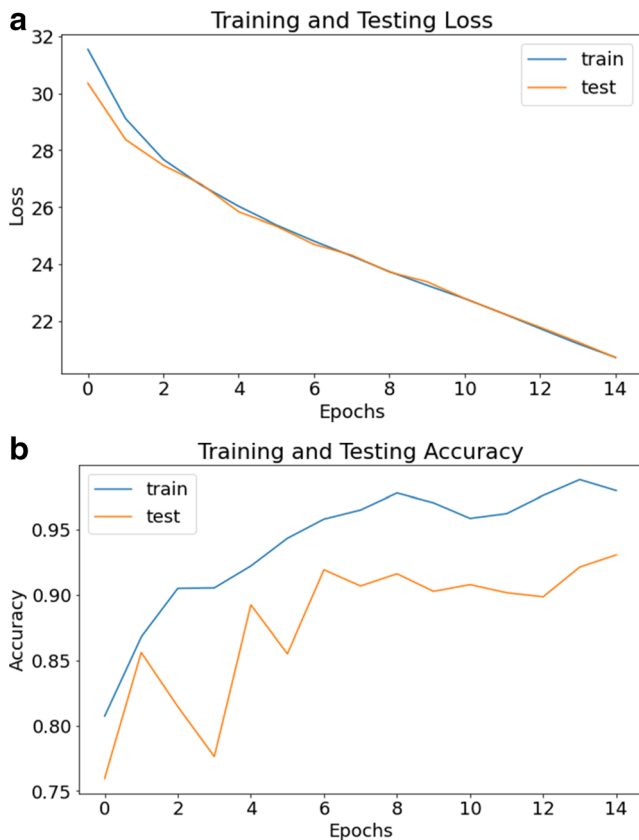 a
Training and Testing Loss
32
30
28
26
24
22
Loss
train
test
0 2 4 6 8 10 12 14
Epochs
b
Training and Testing Accuracy
0.95
0.90
0.85
0.80
0.75
Accuracy
train
test
0 2 4 6 8 10 12 14
Epochs